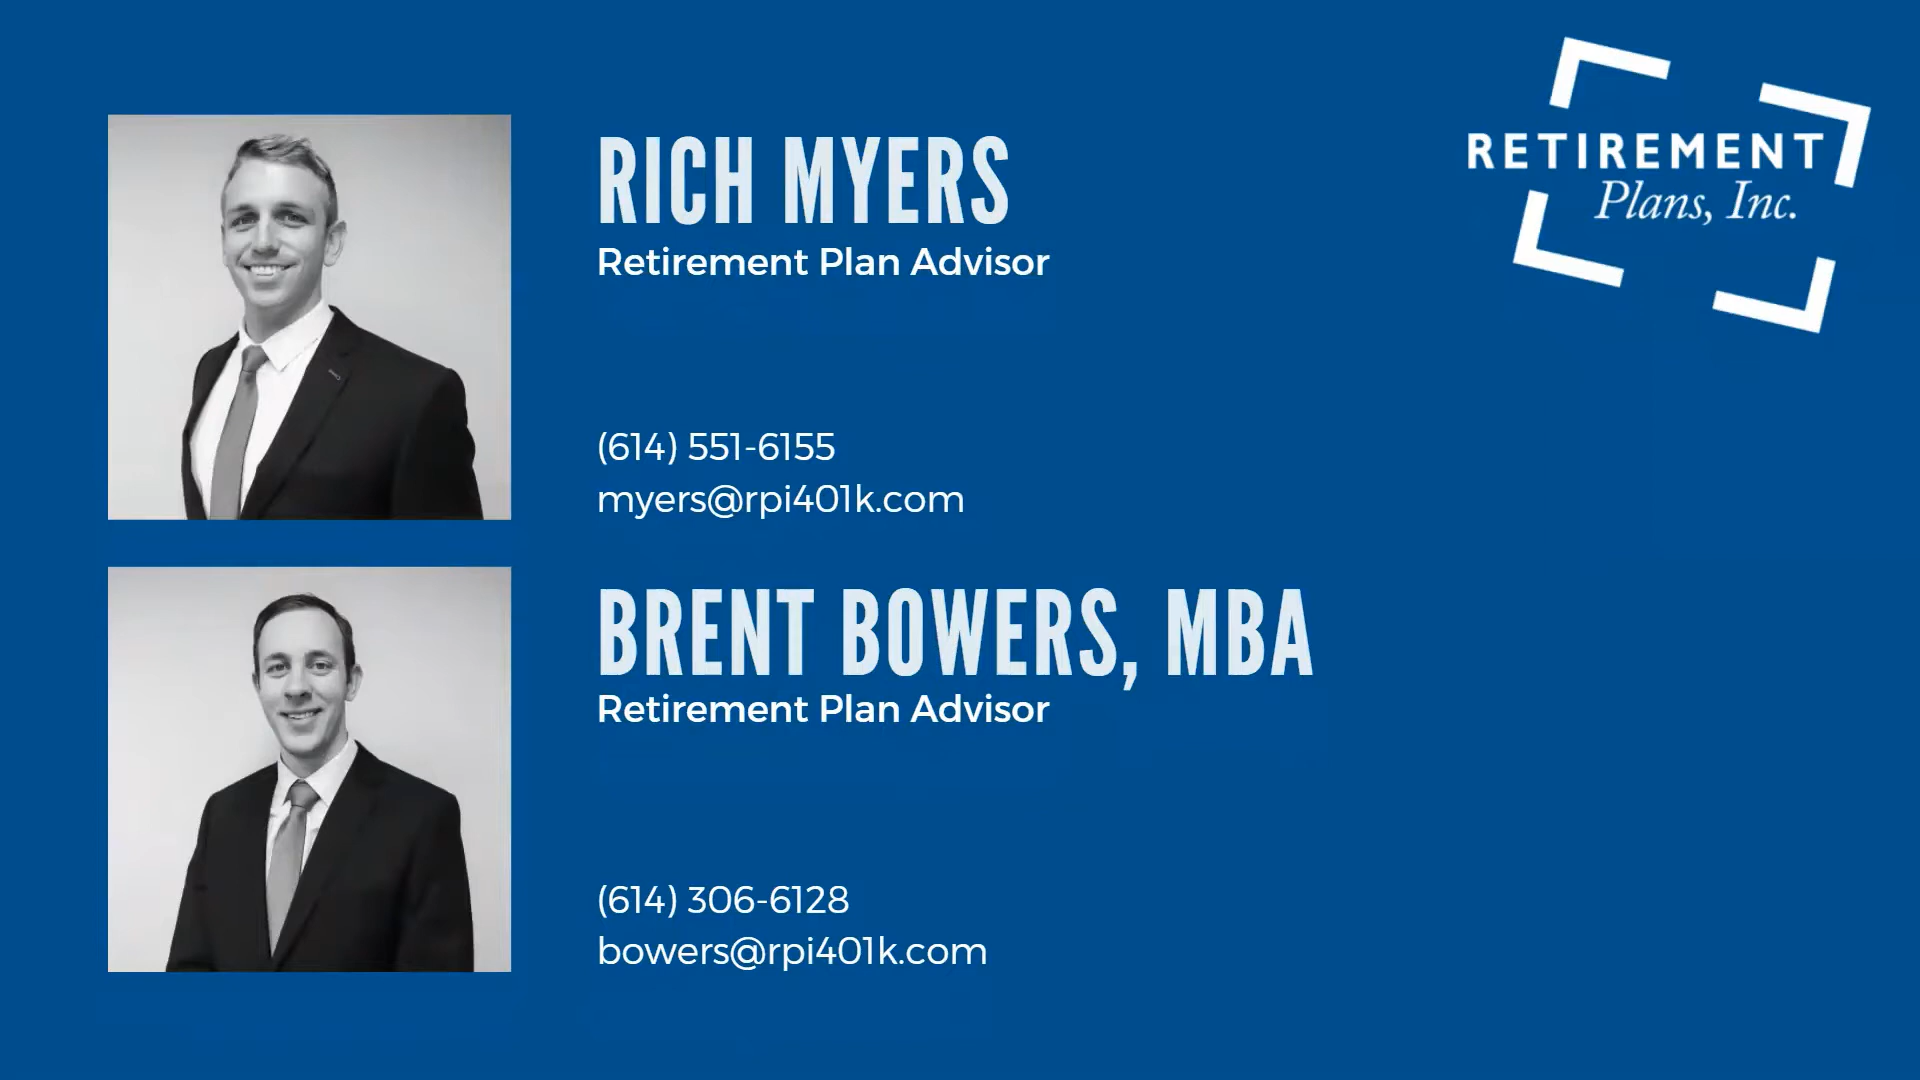 RICH MYERS
Retirement Plan Advisor
(614) 551-6155
myers@rpi401k.com
BRENT BOWERS, MBA
Retirement Plan Advisor
(614) 306-6128
bowers@rpi401k.com
RETIREMENT
Plans, Inc.